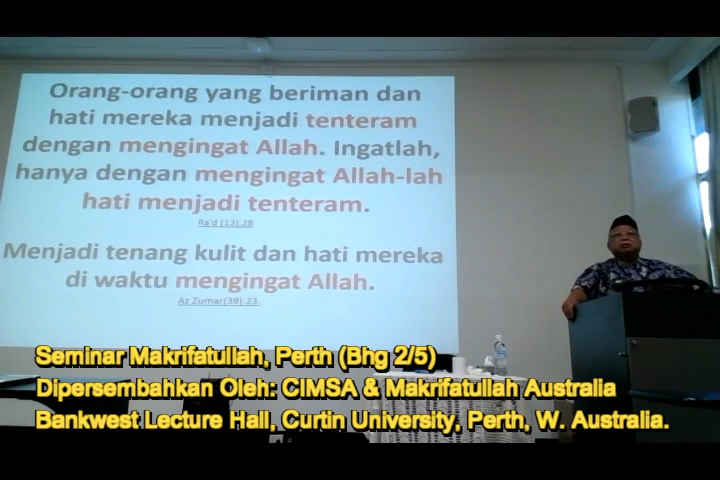 Orang-orang yang beriman dan
hati mereka menjadi tenteram
dengan mengingat Allah. Ingatlah,
hanya dengan mengingat Allah-lah
hati menjadi tenteram.
Ra'd (13):28
Menjadi tenang kulit dan hati mereka
di waktu mengingat Allah.
Az Zumar(39):23.
Seminar Makrifatullah, Perth (Bhg 2/5)
Dipersembahkan Oleh: CIMSA & Makrifatullah Australia
Bankwest Lecture Hall, Curtin University, Perth, W. Australia.